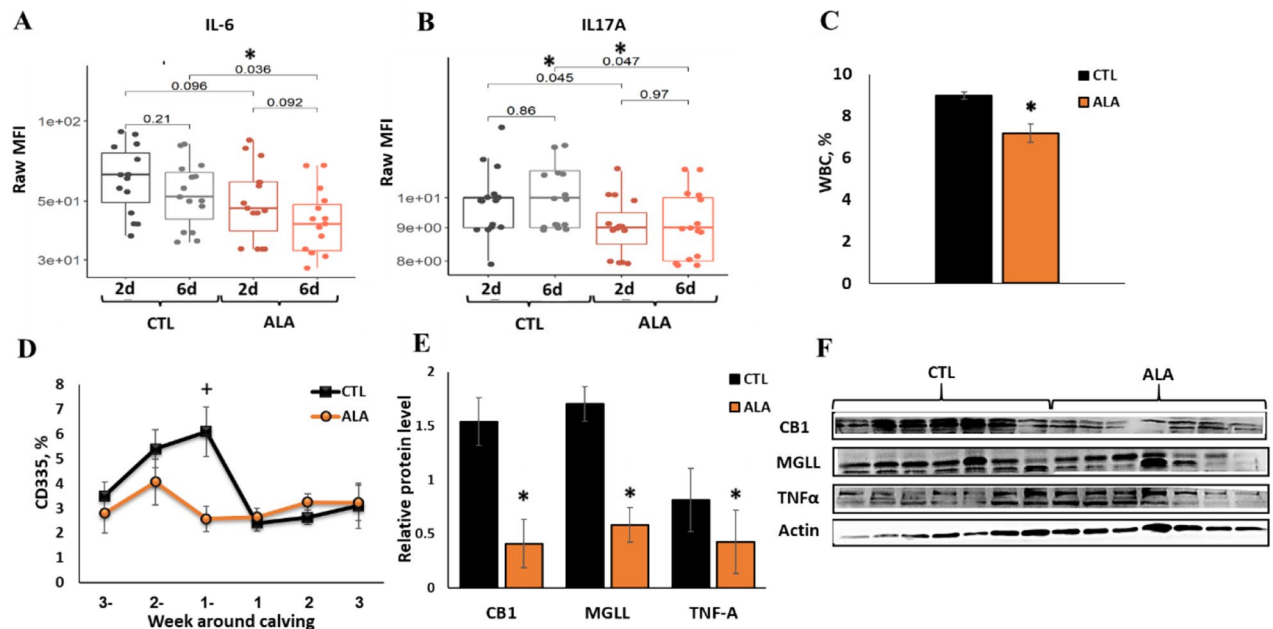 A
IL-6
*
0.036
0.096
0.092
0.21
1e+02
5e+01
3e+01
Raw MFI
2d 6d 2d 6d
CTL ALA
B
IL17A
*
*
0.047
0.045
0.97
0.86
1e+01
9e+00
8e+00
Raw MFI
2d 6d 2d 6d
CTL ALA
C
10
8
6
4
2
0
WBC, %
CTL
ALA
*
D
8
7
6
5
4
3
2
1
0
CD335, %
+
CTL
ALA
3- 2- 1- 1 2 3
Week around calving
E
2
1.5
1
0.5
0
Relative protein level
CTL
ALA
* * *
CB1 MGLL TNF-A
F
CTL ALA
CB1
MGLL
TNFα
Actin